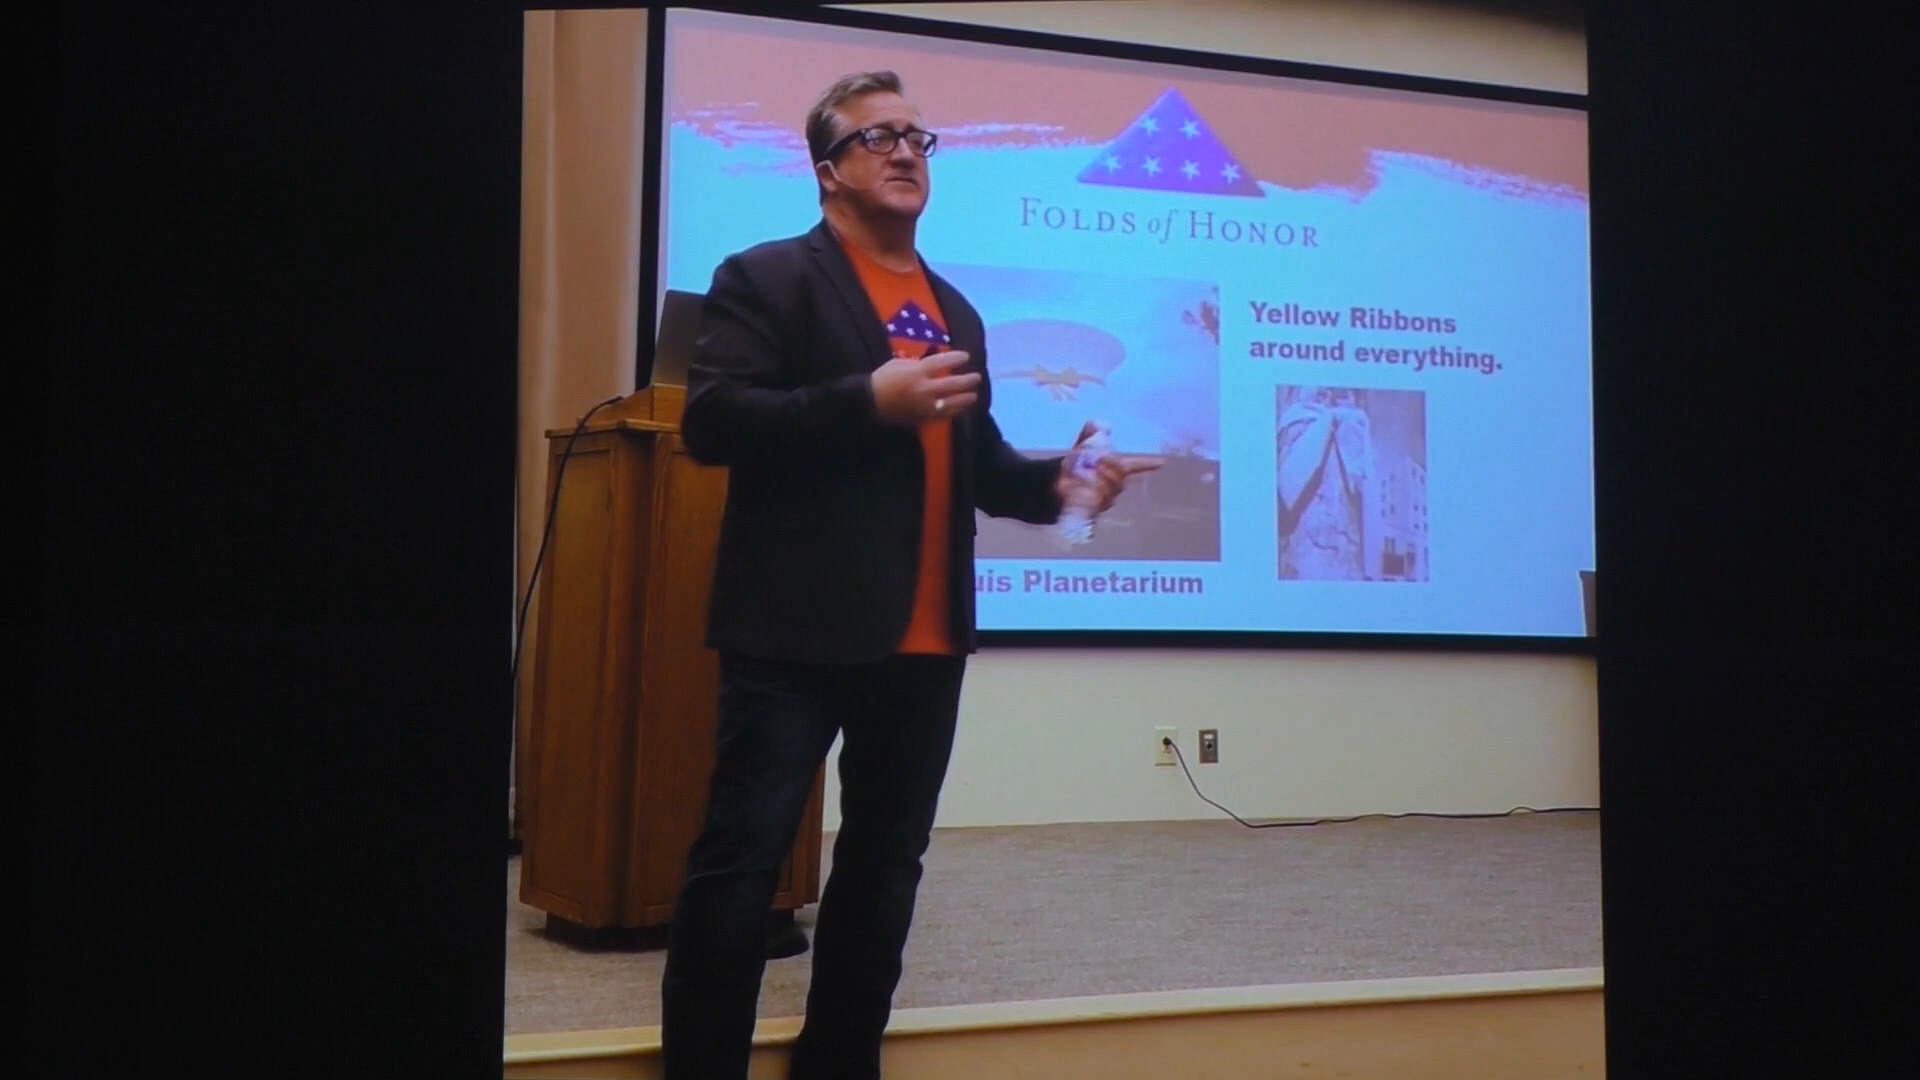 FOLDS of HONOR
Yellow Ribbons
around everything.
uis Planetarium